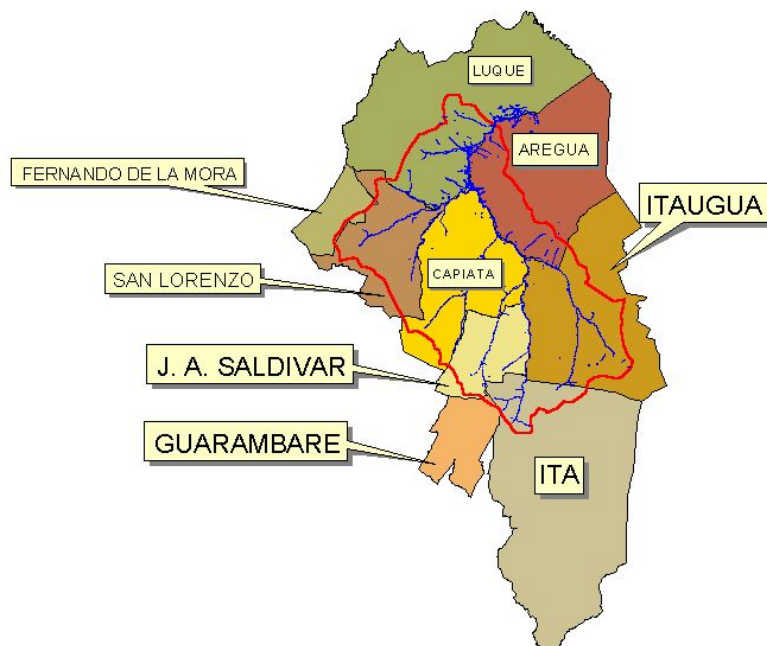 LUQUE
AREGUA
FERNANDO DE LA MORA
ITAUGUA
SAN LORENZO
CAPIATA
J. A. SALDIVAR
GUARAMBARE
ITA